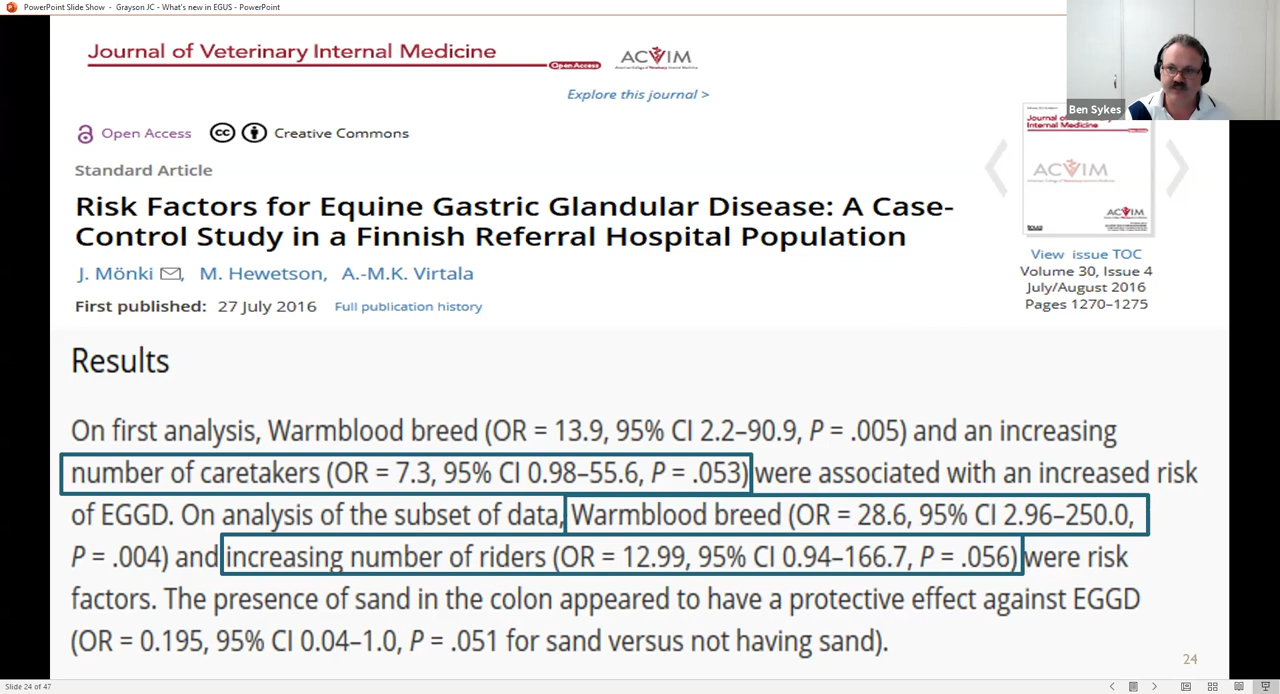 PowerPoint Slide Show - Grayson JC - What's new in EGUS - PowerPoint
Journal of Veterinary Internal Medicine
Open Access
ACVIM
Explore this journal >
Ben Sykes
Open Access
Creative Commons
Standard Article
Risk Factors for Equine Gastric Glandular Disease: A Case-
Control Study in a Finnish Referral Hospital Population
J. Mönki, M. Hewetson, A.-M.K. Virtala
First published: 27 July 2016 Full publication history
Internal Medicine
ACVIM
ACVIM
View issue TOC
Volume 30, Issue 4
July/August 2016
Pages 1270–1275
Results
On first analysis, Warmblood breed (OR = 13.9, 95% CI 2.2–90.9, P = .005) and an increasing
number of caretakers (OR = 7.3, 95% CI 0.98–55.6, P = .053) were associated with an increased risk
of EGGD. On analysis of the subset of data, Warmblood breed (OR = 28.6, 95% CI 2.96–250.0,
P = .004) and increasing number of riders (OR = 12.99, 95% CI 0.94–166.7, P = .056) were risk
factors. The presence of sand in the colon appeared to have a protective effect against EGGD
(OR = 0.195, 95% CI 0.04–1.0, P = .051 for sand versus not having sand).
24
Slide 24 of 47